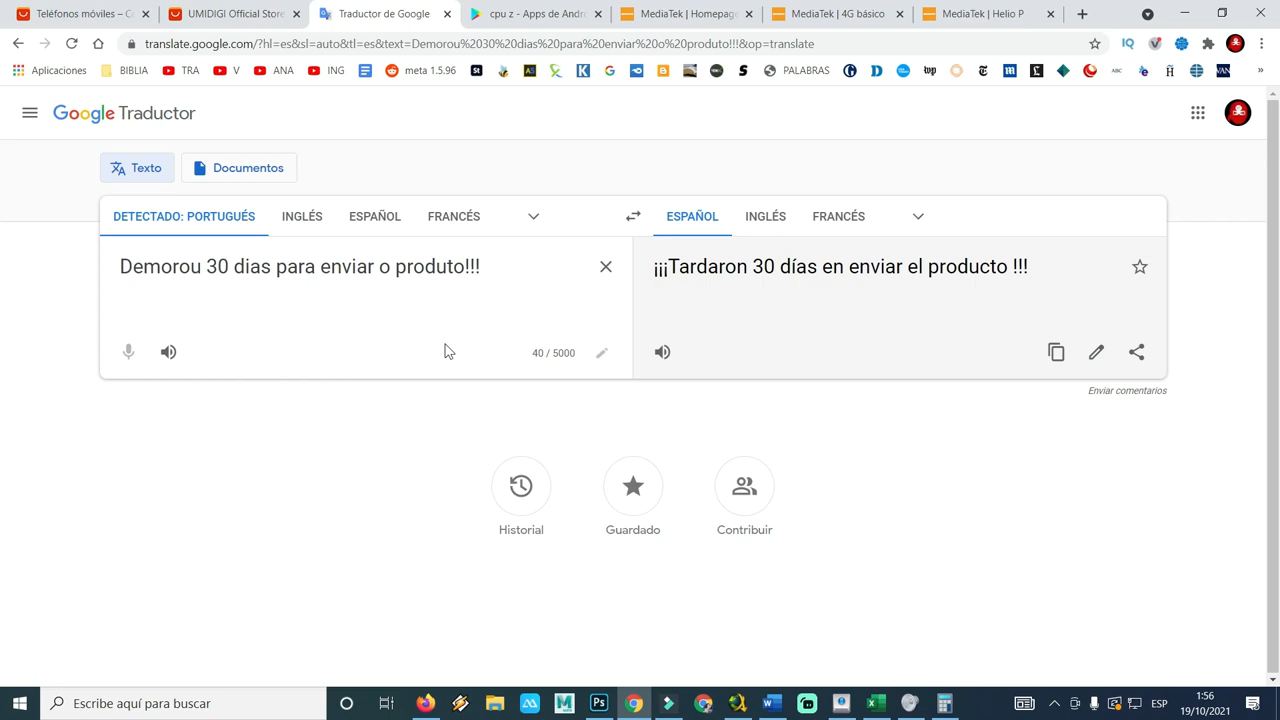 Teléfonos móviles – C
UMIDIGI Official Store
Traductor de Google
cpu z - Apps de Andr
MediaTek | Homepag
MediaTek | 4G básico
MediaTek | Helio P
translate.google.com/?hl=es&sl=auto&tl=es&text=Demorou%2030%20dias%20para%20enviar%20o%20produto!!!&op=translate
IQ
Aplicaciones
BIBLIA
TRA
V
ANA
ING
meta 1.5.96
PALABRAS
»
Google Traductor
Texto
Documentos
DETECTADO: PORTUGUÉS
INGLÉS
ESPAÑOL
FRANCÉS
ESPAÑOL
INGLÉS
FRANCÉS
Demorou 30 dias para enviar o produto!!!
¡¡¡Tardaron 30 días en enviar el producto !!!
40 / 5000
Enviar comentarios
Historial
Guardado
Contribuir
Escribe aquí para buscar
Ps
ESP
1:56
19/10/2021